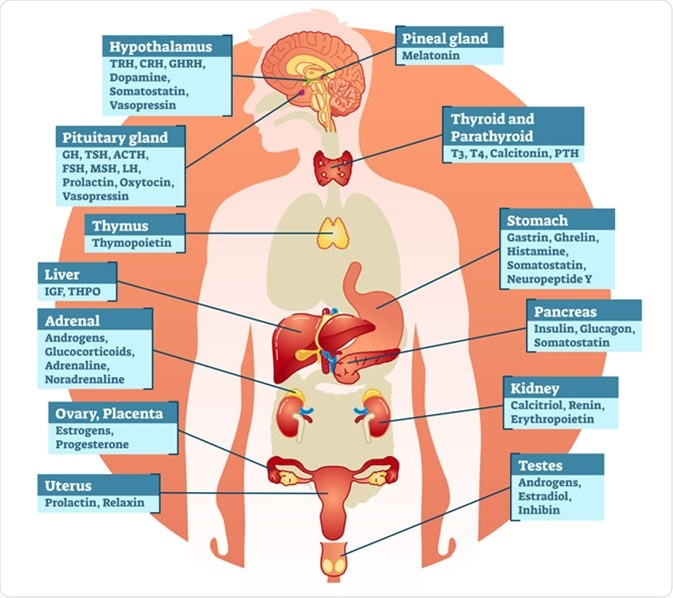 Hypothalamus
TRH, CRH, GHRH,
Dopamine,
Somatostatin,
Vasopressin
Pineal gland
Melatonin
Pituitary gland
GH, TSH, ACTH,
FSH, MSH, LH,
Prolactin, Oxytocin,
Vasopressin
Thyroid and
Parathyroid
T3, T4, Calcitonin, PTH
Thymus
Thymopoietin
Stomach
Gastrin, Ghrelin,
Histamine,
Somatostatin,
Neuropeptide Y
Liver
IGF, THPO
Pancreas
Insulin, Glucagon,
Somatostatin
Adrenal
Androgens,
Glucocorticoids,
Adrenaline,
Noradrenaline
Kidney
Calcitriol, Renin,
Erythropoietin
Ovary, Placenta
Estrogens,
Progesterone
Testes
Androgens,
Estradiol,
Inhibin
Uterus
Prolactin, Relaxin